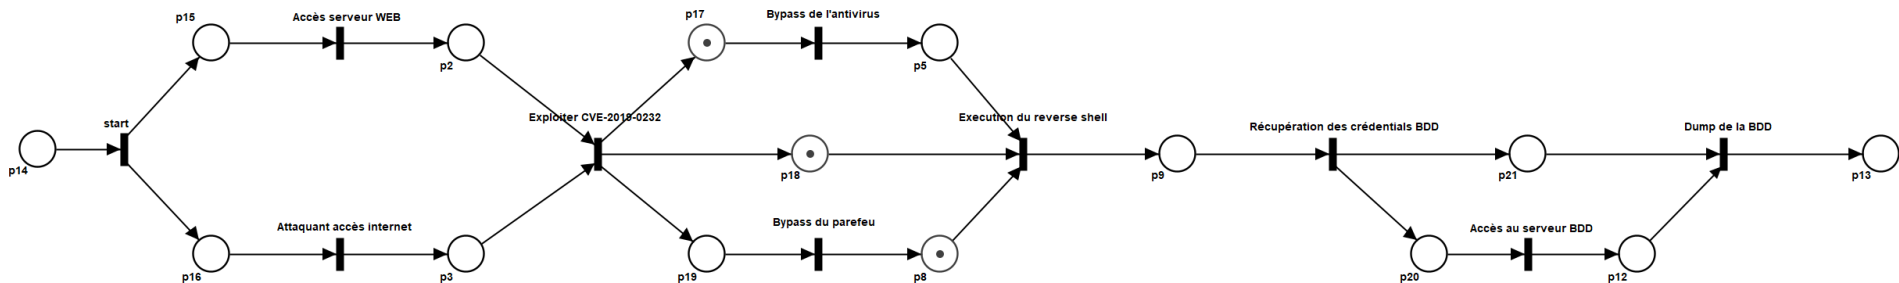 p15
Accès serveur WEB
p2
p17
Bypass de l'antivirus
p5
start
p14
Exploiter CVE-2019-0232
p18
Execution du reverse shell
p9
Récupération des crédentials BDD
p21
Dump de la BDD
p13
p16
Attaquant accès internet
p3
p19
Bypass du parefeu
p8
p20
Accès au serveur BDD
p12